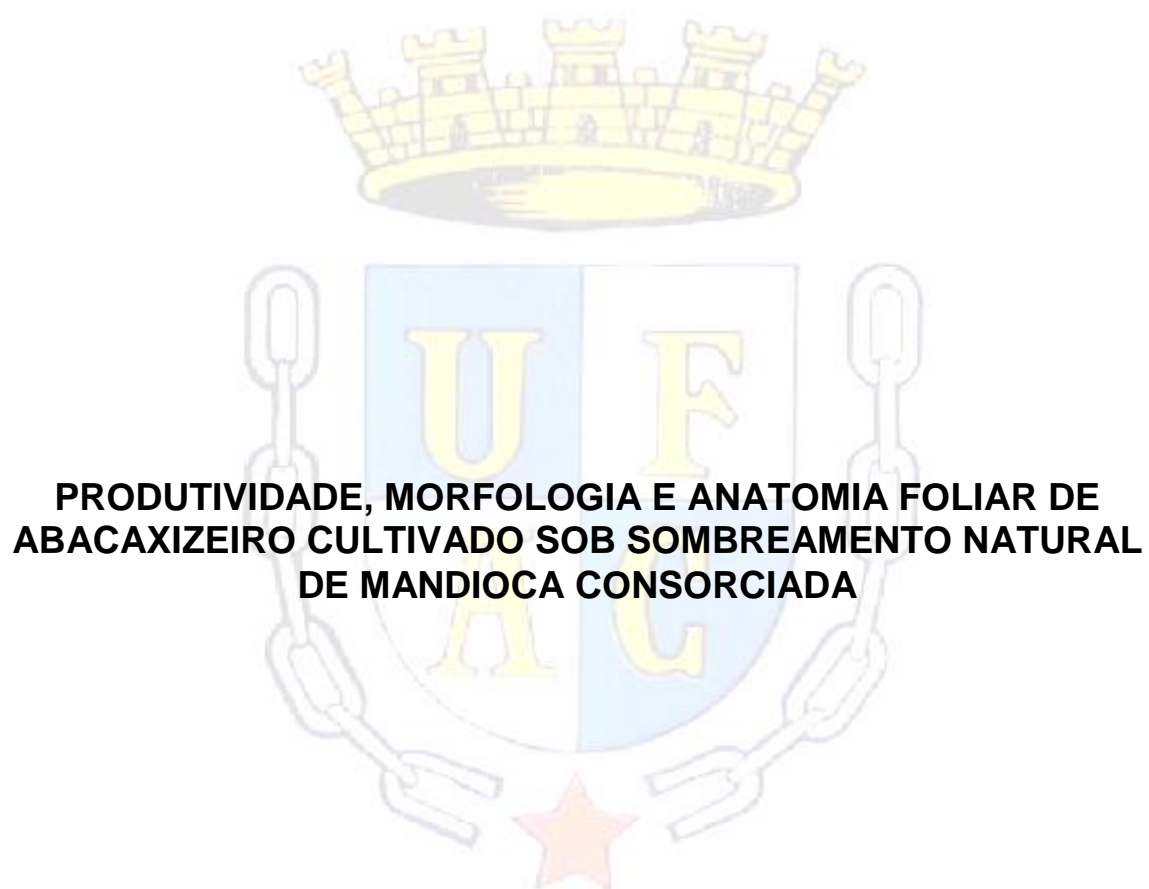 U F
PRODUTIVIDADE, MORFOLOGIA E ANATOMIA FOLIAR DE
ABACAXIZEIRO CULTIVADO SOB SOMBREAMENTO NATURAL
DE MANDIOCA CONSORCIADA
A C